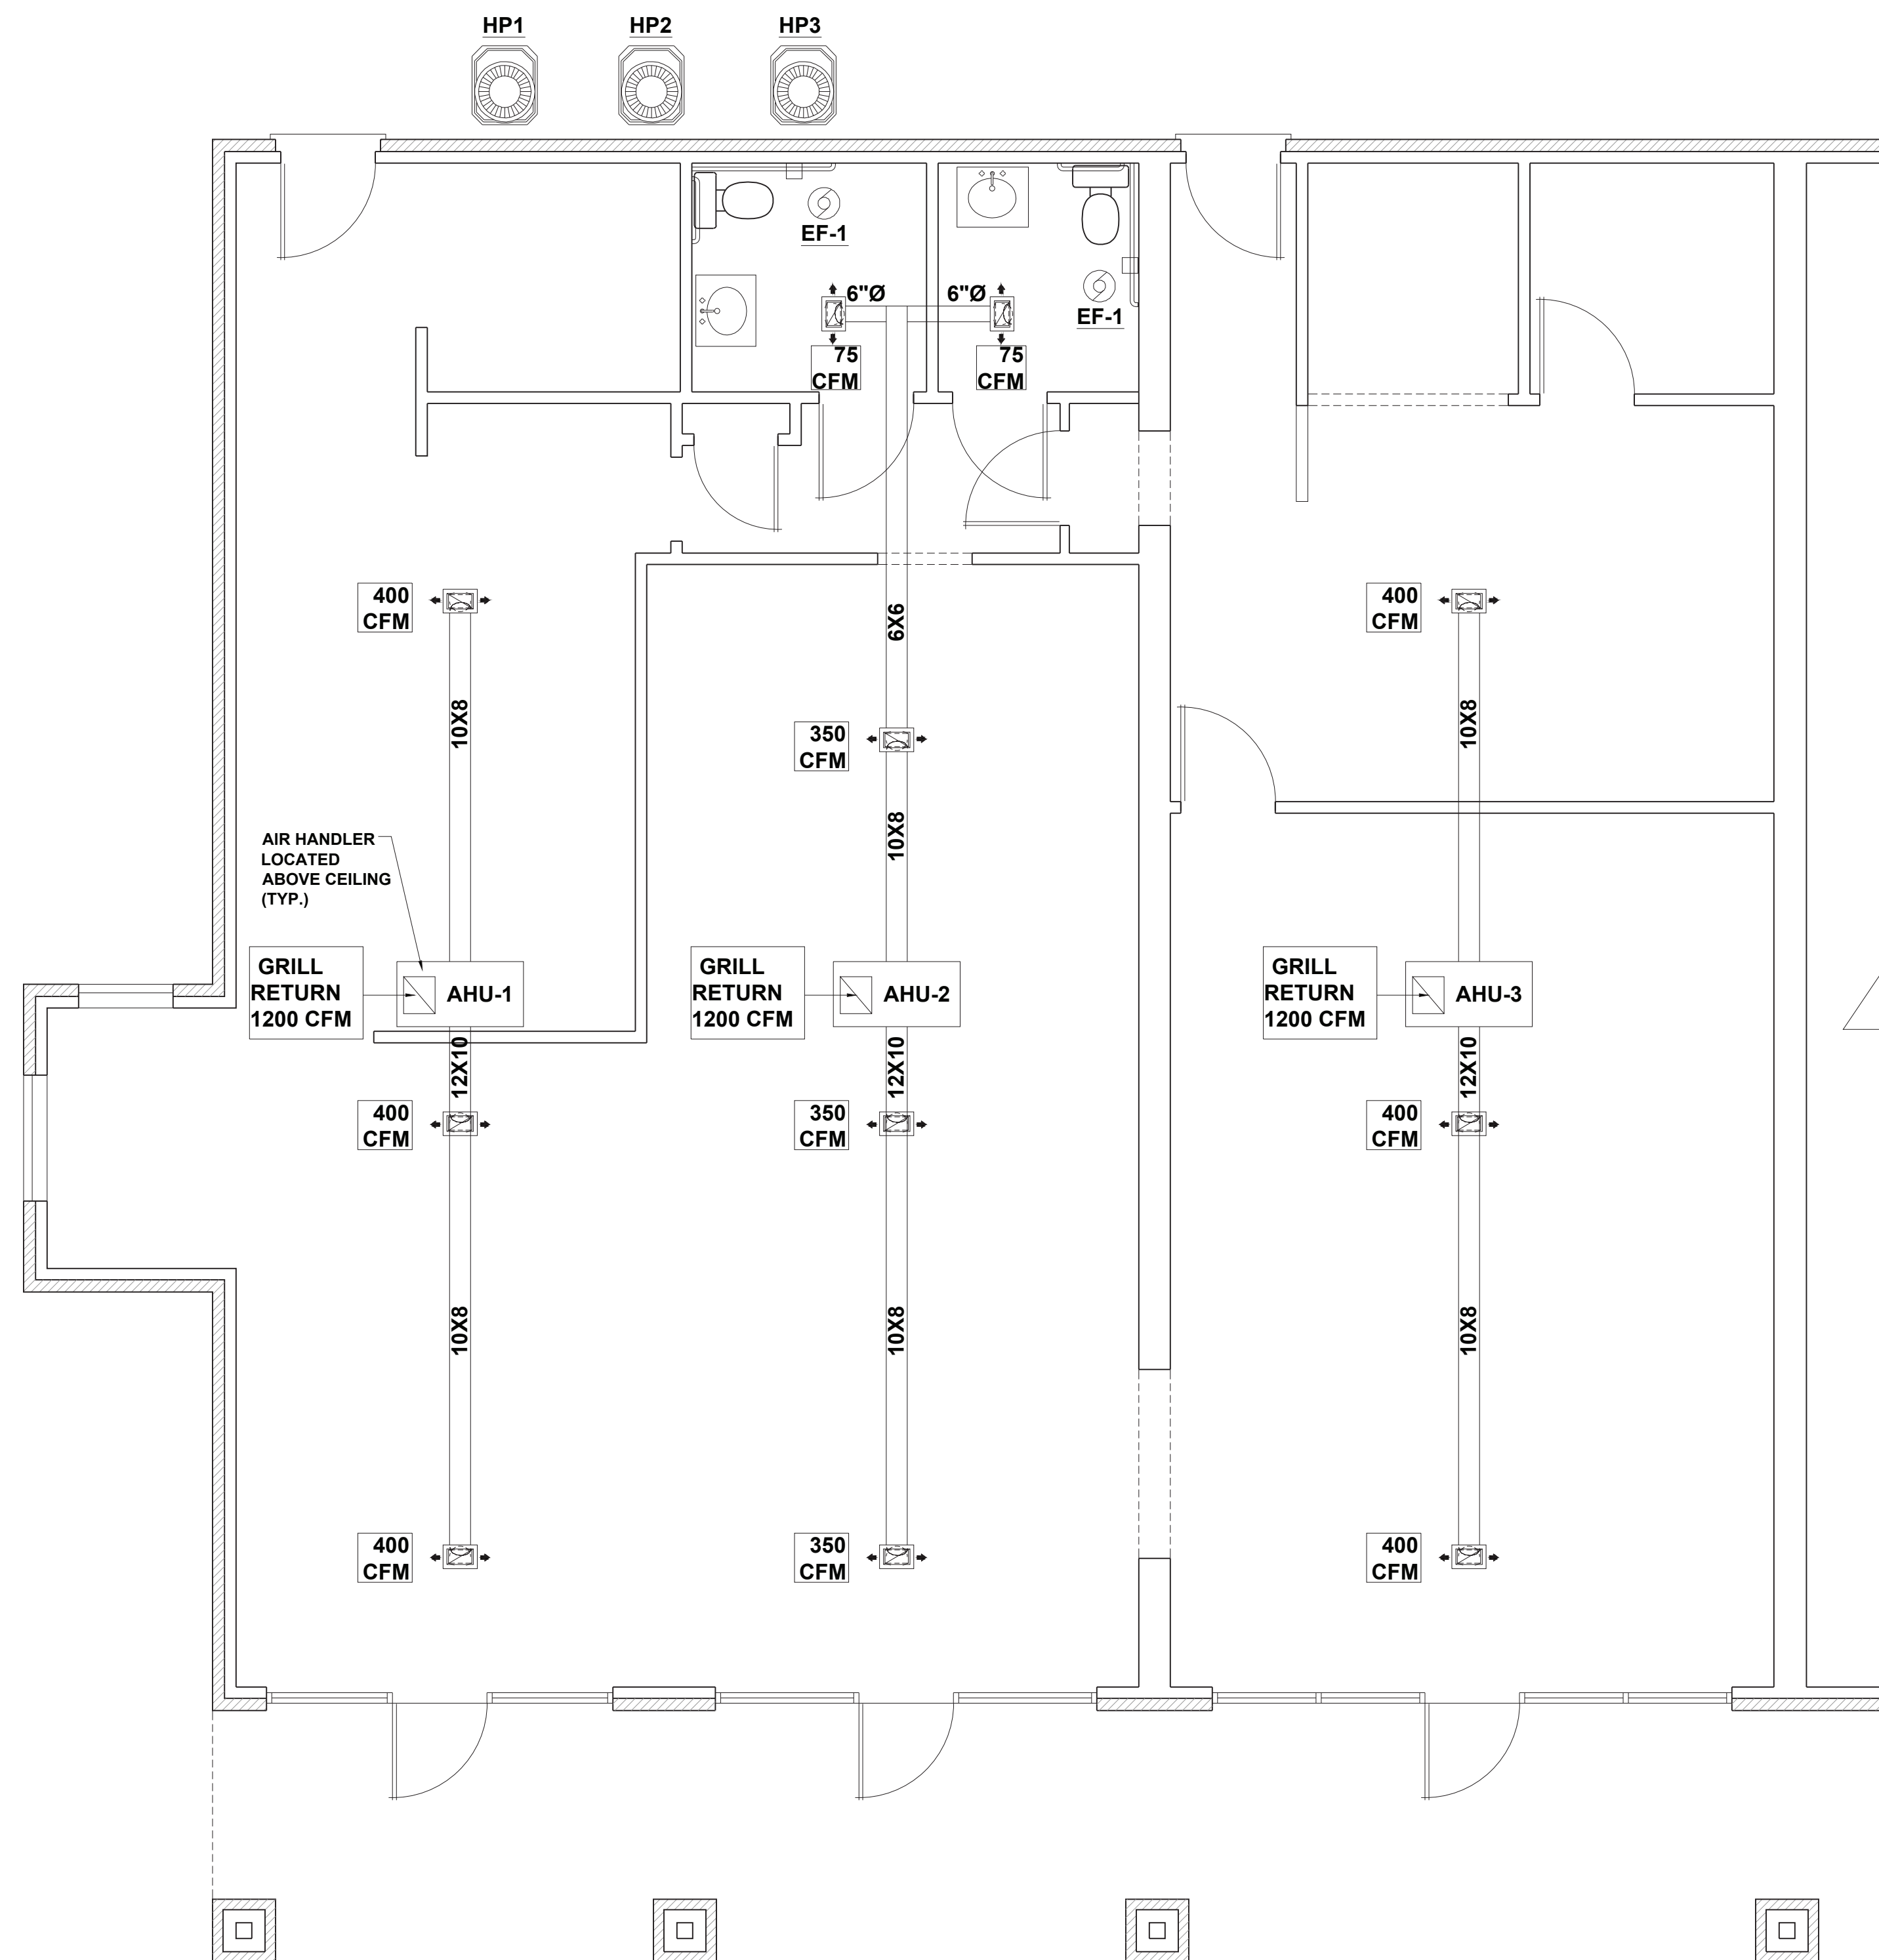 HP1
HP2
HP3
EF-1
6"Ø
6"Ø
EF-1
75
CFM
75
CFM
400
CFM
6X6
400
CFM
10X8
350
CFM
10X8
10X8
AIR HANDLER
LOCATED
ABOVE CEILING
(TYP.)
GRILL
RETURN
1200 CFM
AHU-1
GRILL
RETURN
1200 CFM
AHU-2
GRILL
RETURN
1200 CFM
AHU-3
12X10
12X10
12X10
400
CFM
350
CFM
400
CFM
10X8
10X8
10X8
400
CFM
350
CFM
400
CFM